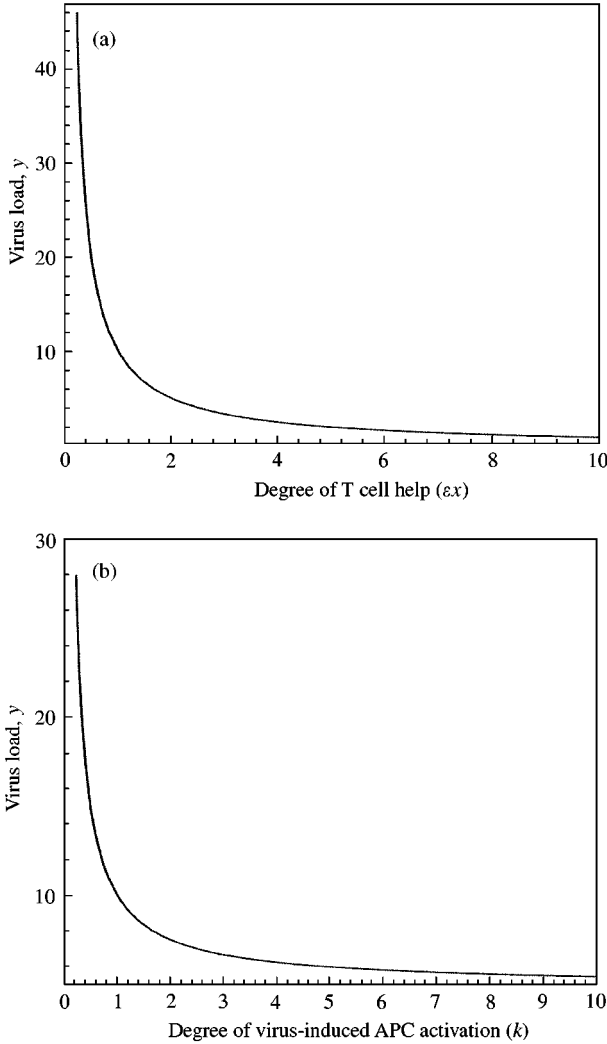 (a)
Virus load, y
40
30
20
10
0 2 4 6 8 10
Degree of T cell help (εx)
(b)
Virus load, y
30
20
10
0 1 2 3 4 5 6 7 8 9 10
Degree of virus-induced APC activation (k)